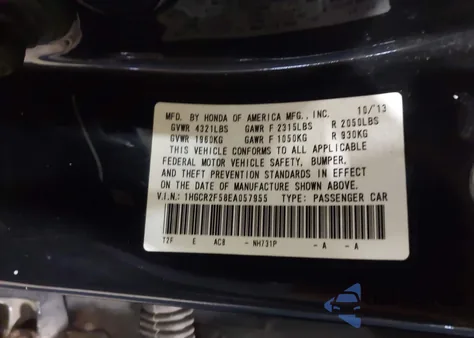 MFD. BY HONDA OF AMERICA MFG., INC. 10/13
GVWR 4321LBS GAWR F 2315LBS R 2050LBS
GVWR 1960KG GAWR F 1050KG R 930KG
THIS VEHICLE CONFORMS TO ALL APPLICABLE
FEDERAL MOTOR VEHICLE SAFETY, BUMPER,
AND THEFT PREVENTION STANDARDS IN EFFECT
ON THE DATE OF MANUFACTURE SHOWN ABOVE.
V.I.N.: 1HGCR2F58EA057955 TYPE: PASSENGER CAR
T2F E AC8 - NH731P - A - A